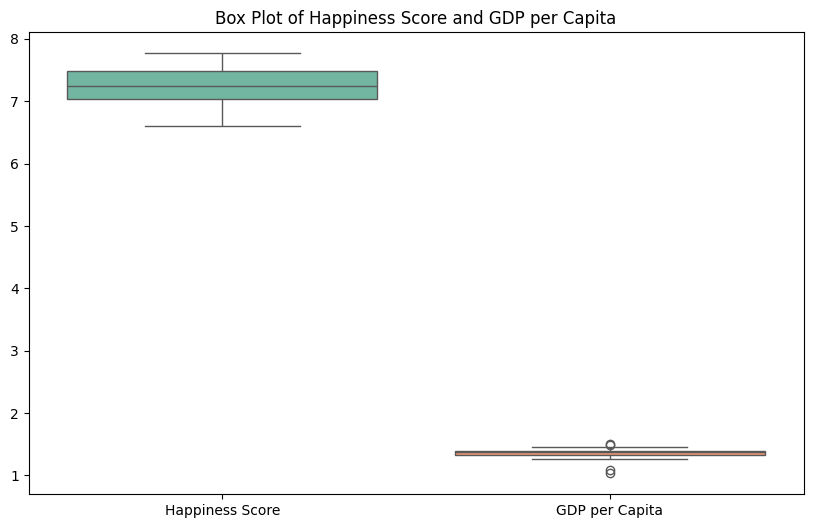 Box Plot of Happiness Score and GDP per Capita
8
7
6
5
4
3
2
1
Happiness Score
GDP per Capita